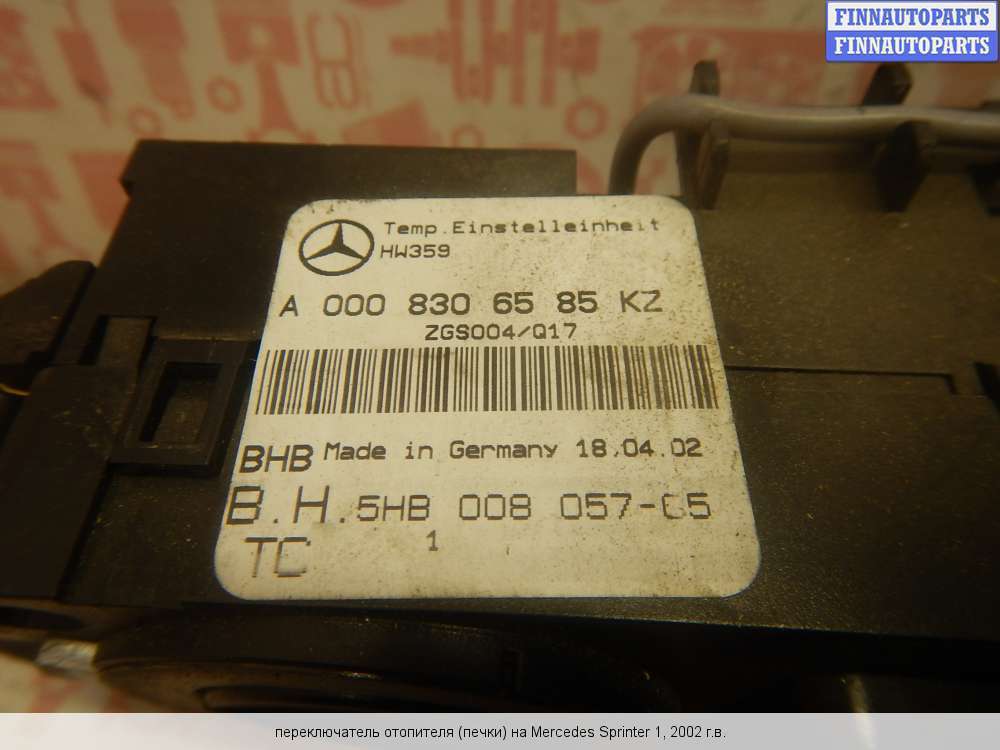 FINNAUTOPARTS
FINNAUTOPARTS
Temp.Einstelleinheit
HW359
A 000 830 65 85 KZ
ZGS004/Q17
BHB Made in Germany 18.04.02
B.H. 5HB 008 057-05
TC 1
переключатель отопителя (печки) на Mercedes Sprinter 1, 2002 г.в.